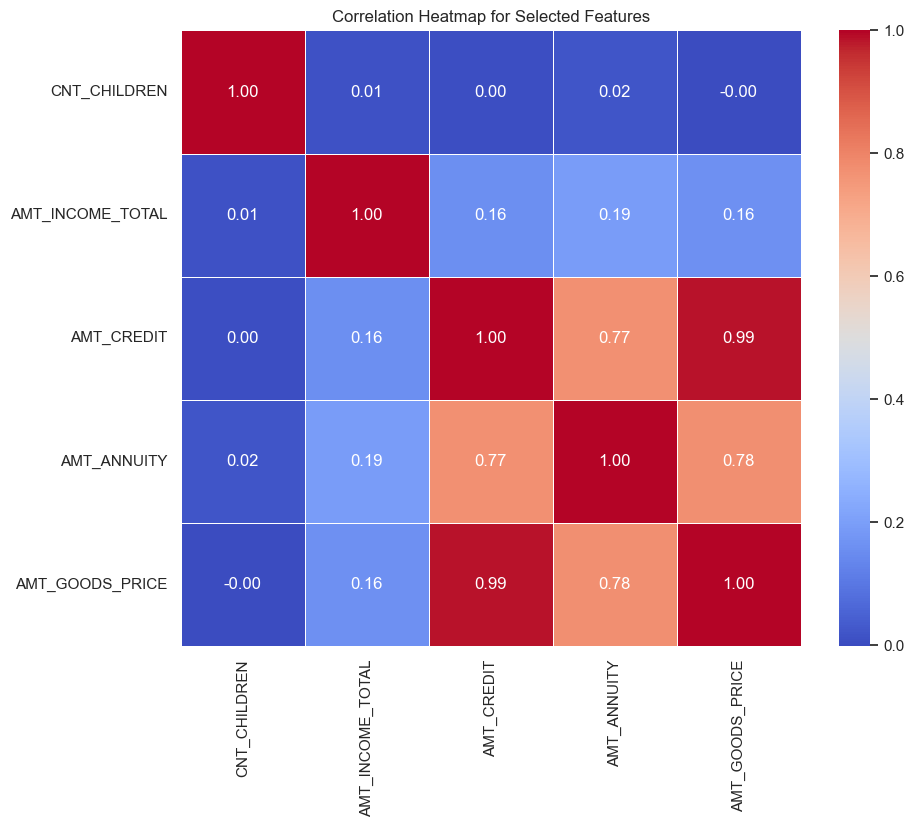 Correlation Heatmap for Selected Features
CNT_CHILDREN
1.00 0.01 0.00 0.02 -0.00
AMT_INCOME_TOTAL
0.01 1.00 0.16 0.19 0.16
AMT_CREDIT
0.00 0.16 1.00 0.77 0.99
AMT_ANNUITY
0.02 0.19 0.77 1.00 0.78
AMT_GOODS_PRICE
-0.00 0.16 0.99 0.78 1.00
CNT_CHILDREN
AMT_INCOME_TOTAL
AMT_CREDIT
AMT_ANNUITY
AMT_GOODS_PRICE
1.0
0.8
0.6
0.4
0.2
0.0